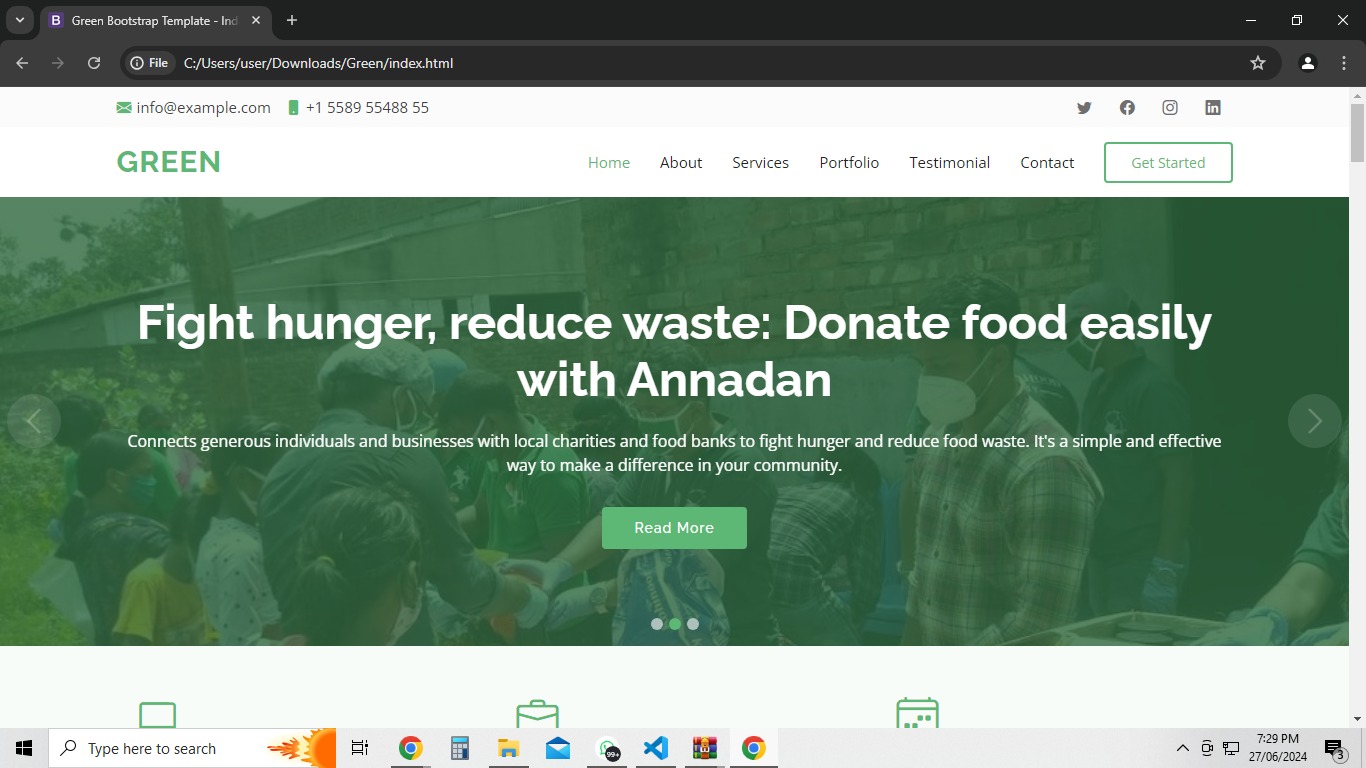 Green Bootstrap Template - Ind
File
C:/Users/user/Downloads/Green/index.html
info@example.com
+1 5589 55488 55
GREEN
Home
About
Services
Portfolio
Testimonial
Contact
Get Started
Fight hunger, reduce waste: Donate food easily
with Annadan
Connects generous individuals and businesses with local charities and food banks to fight hunger and reduce food waste. It's a simple and effective
way to make a difference in your community.
Read More
Type here to search
99+
7:29 PM
27/06/2024
3